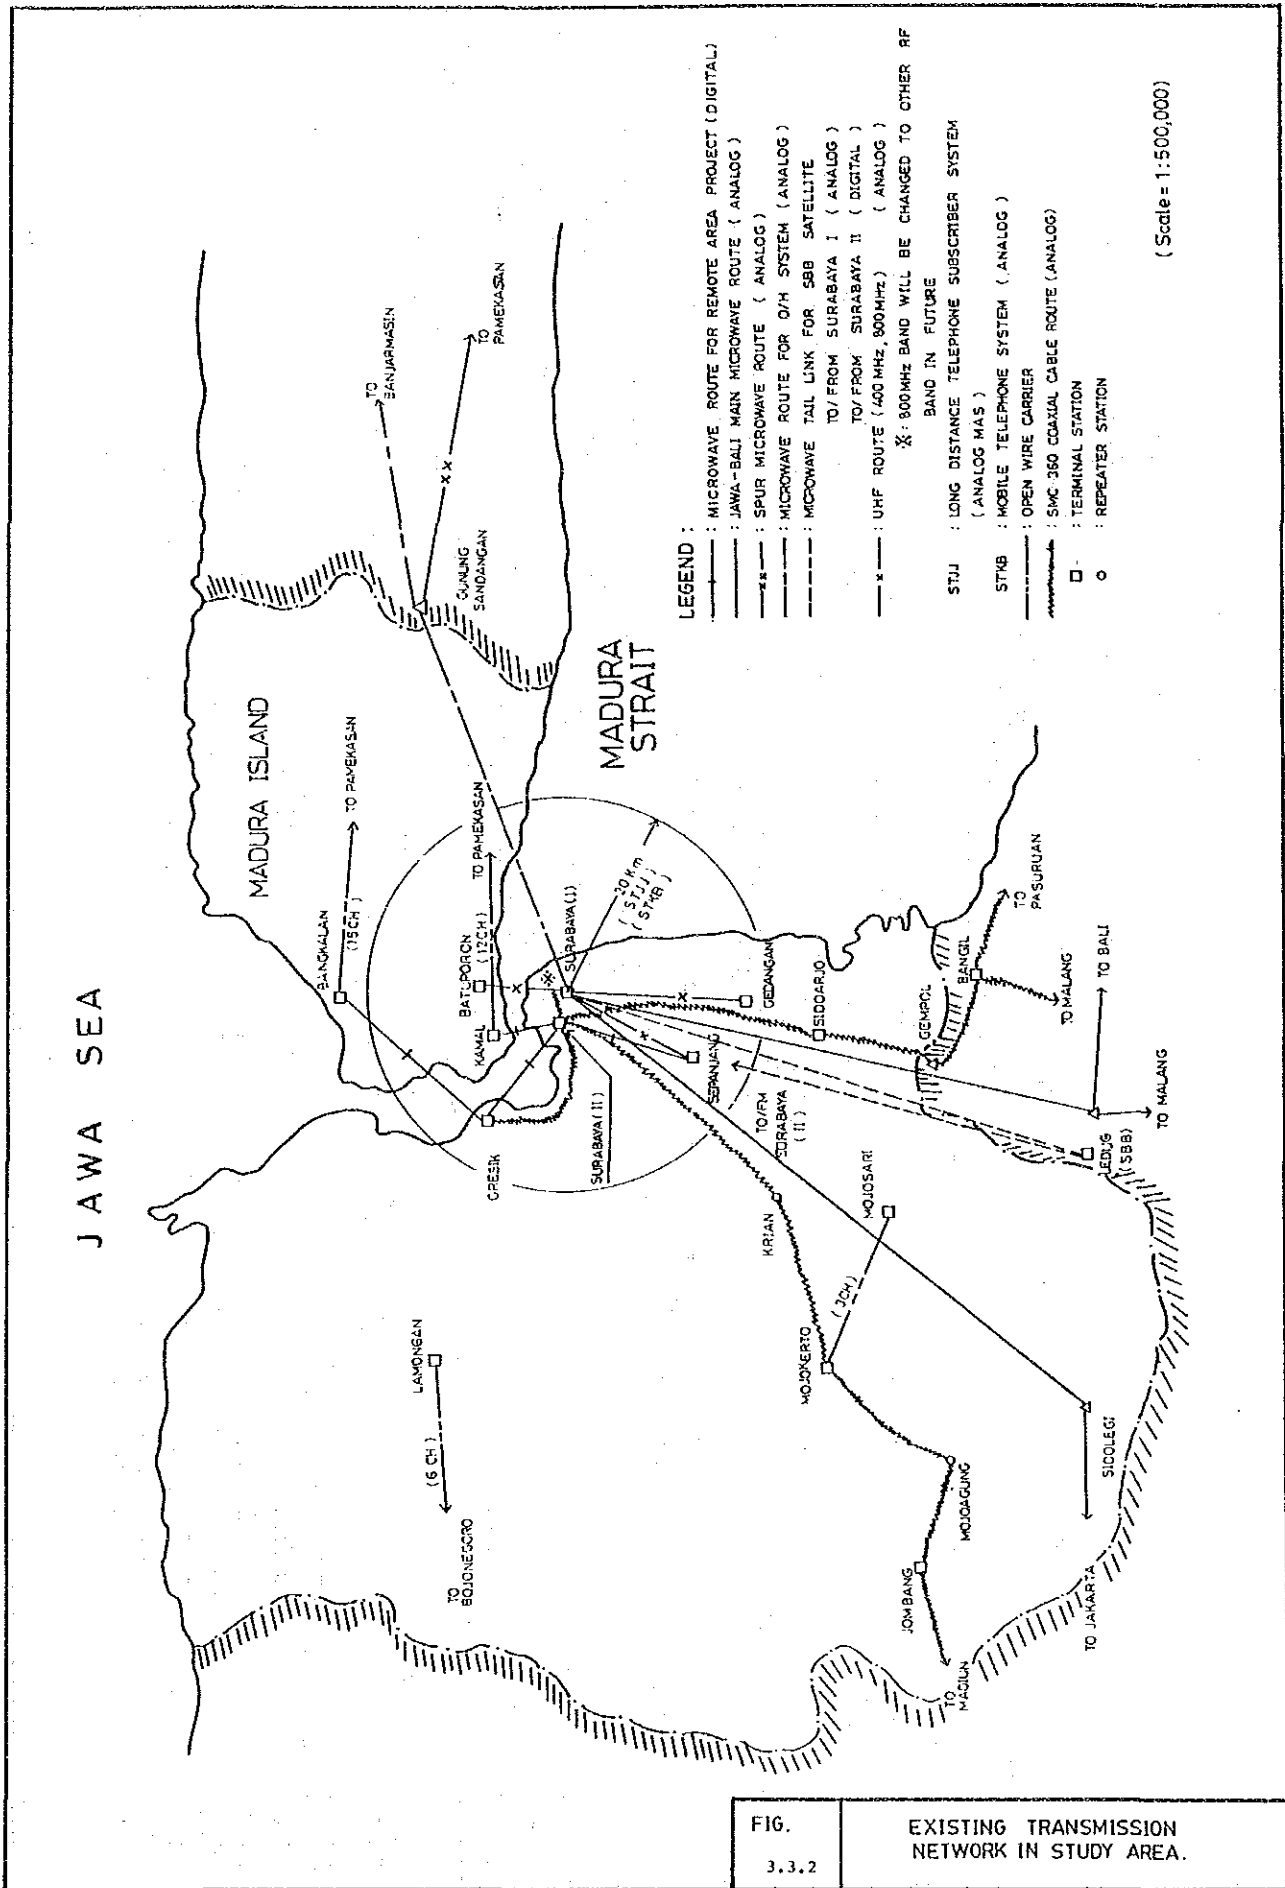 JAWA SEA
MADURA ISLAND
MADURA
STRAIT
BANGKALAN
(15CH)
TO PAMEKASAN
TO
BANJARMASIN
TO
PAMEKASAN
GUNUNG
SANDANGAN
KAMAL
BATUPORON
(12CH)
TO PAMEKASAN
GRESIK
SURABAYA(I)
SURABAYA(II)
20Km
(STJJ)
(STKB)
LAMONGAN
(6 CH)
TO
BOJONEGORO
GEDANGAN
SIDOARJO
SEPANJANG
TO/FM
SURABAYA
(II)
KRIAN
MOJOSARI
(3CH)
MOJOKERTO
MOJOAGUNG
JOMBANG
TO
MADIUN
SIDOLEGI
TO JAKARTA
GEMPOL
BANGIL
TO
PASURUAN
TO MALANG
TO BALI
LEDUG
(SBB)
TO MALANG
LEGEND :
: MICROWAVE ROUTE FOR REMOTE AREA PROJECT (DIGITAL)
: JAWA-BALI MAIN MICROWAVE ROUTE ( ANALOG )
: SPUR MICROWAVE ROUTE ( ANALOG )
: MICROWAVE ROUTE FOR O/H SYSTEM ( ANALOG )
: MICROWAVE TAIL LINK FOR SBB SATELLITE
TO/FROM SURABAYA I ( ANALOG )
TO/FROM SURABAYA II ( DIGITAL )
: UHF ROUTE ( 400 MHz, 800MHz ) ( ANALOG )
※: 800MHz BAND WILL BE CHANGED TO OTHER RF
BAND IN FUTURE
STJJ : LONG DISTANCE TELEPHONE SUBSCRIBER SYSTEM
( ANALOG MAS )
STKB : MOBILE TELEPHONE SYSTEM ( ANALOG )
: OPEN WIRE CARRIER
: SMC-360 COAXIAL CABLE ROUTE (ANALOG)
: TERMINAL STATION
: REPEATER STATION
(Scale = 1:500,000)
FIG.
3.3.2
EXISTING TRANSMISSION
NETWORK IN STUDY AREA.